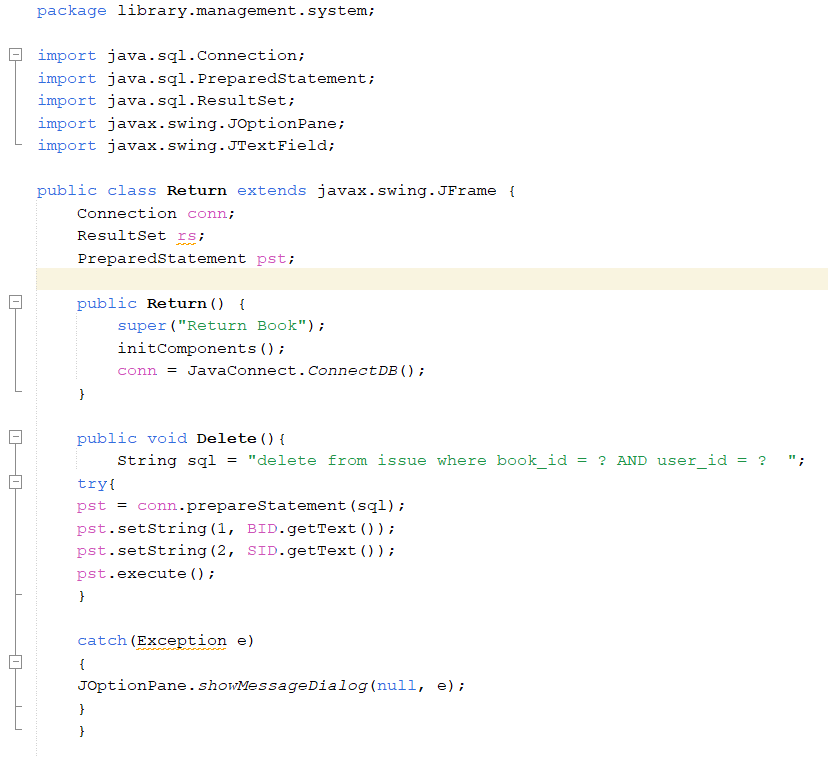 package library.management.system;
import java.sql.Connection;
import java.sql.PreparedStatement;
import java.sql.ResultSet;
import javax.swing.JOptionPane;
import javax.swing.JTextField;
public class Return extends javax.swing.JFrame {
    Connection conn;
    ResultSet rs;
    PreparedStatement pst;
    public Return() {
        super("Return Book");
        initComponents();
        conn = JavaConnect.ConnectDB();
    }
    public void Delete(){
        String sql = "delete from issue where book_id = ? AND user_id = ?  ";
    try{
    pst = conn.prepareStatement(sql);
    pst.setString(1, BID.getText());
    pst.setString(2, SID.getText());
    pst.execute();
    }
    catch(Exception e)
    {
    JOptionPane.showMessageDialog(null, e);
    }
    }